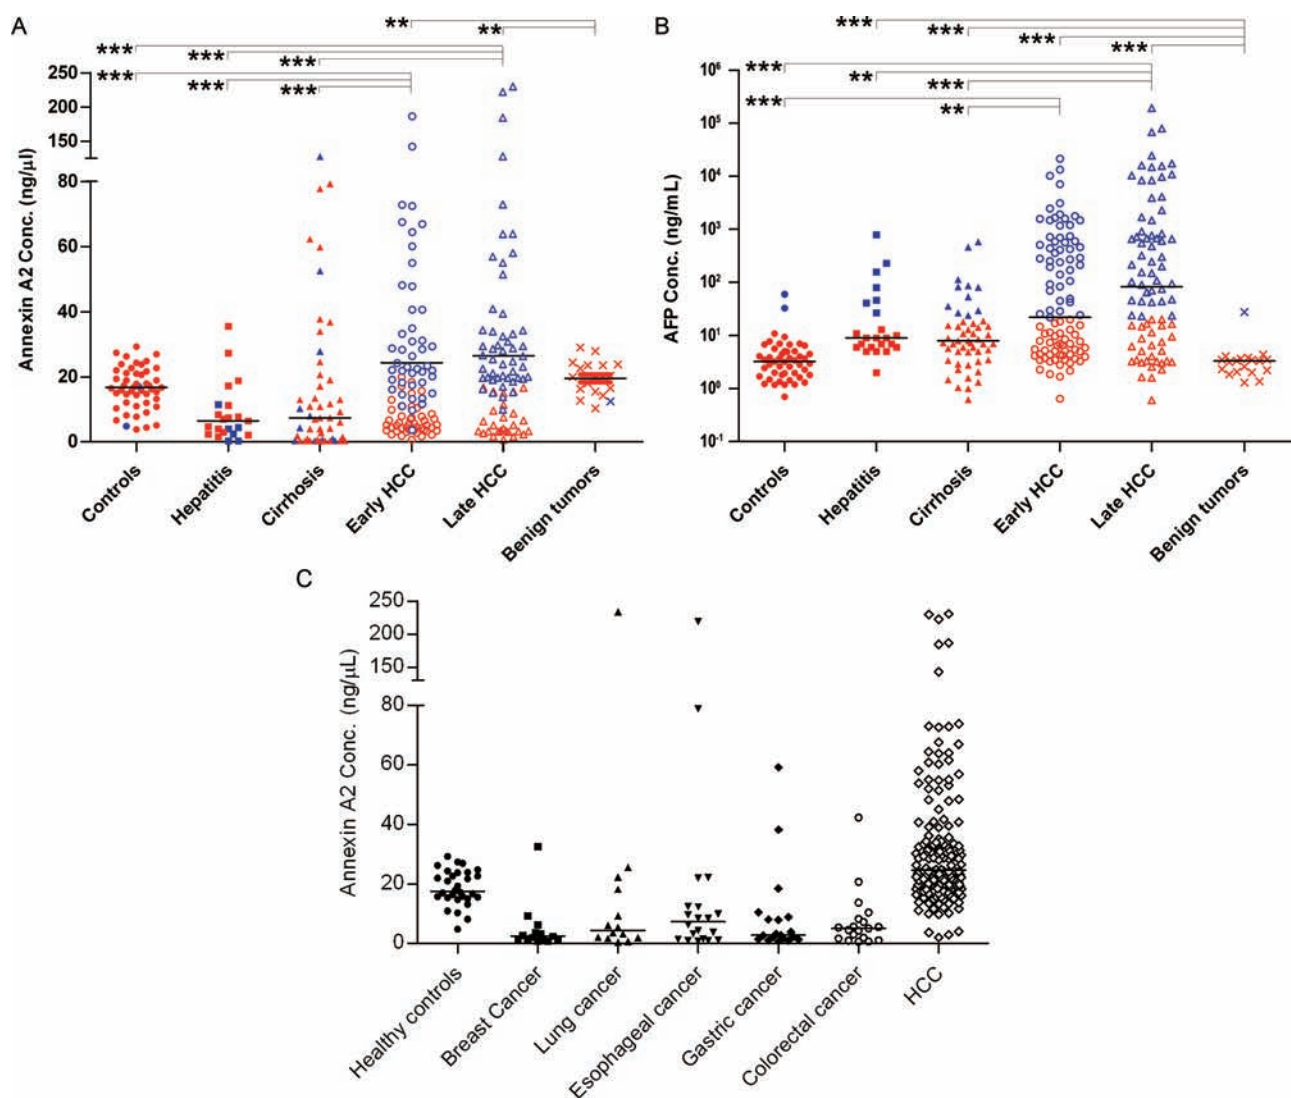 A
** 
**
***
***
***
***
***
***
250
200
150
80
60
40
20
0
Annexin A2 Conc. (ng/μl)
Controls
Hepatitis
Cirrhosis
Early HCC
Late HCC
Benign tumors
B
***
***
***
***
***
**
***
***
**
10⁶
10⁵
10⁴
10³
10²
10¹
10⁰
10⁻¹
AFP Conc. (ng/mL)
Controls
Hepatitis
Cirrhosis
Early HCC
Late HCC
Benign tumors
C
250
200
150
80
60
40
20
0
Annexin A2 Conc. (ng/μL)
Healthy controls
Breast Cancer
Lung cancer
Esophageal cancer
Gastric cancer
Colorectal cancer
HCC